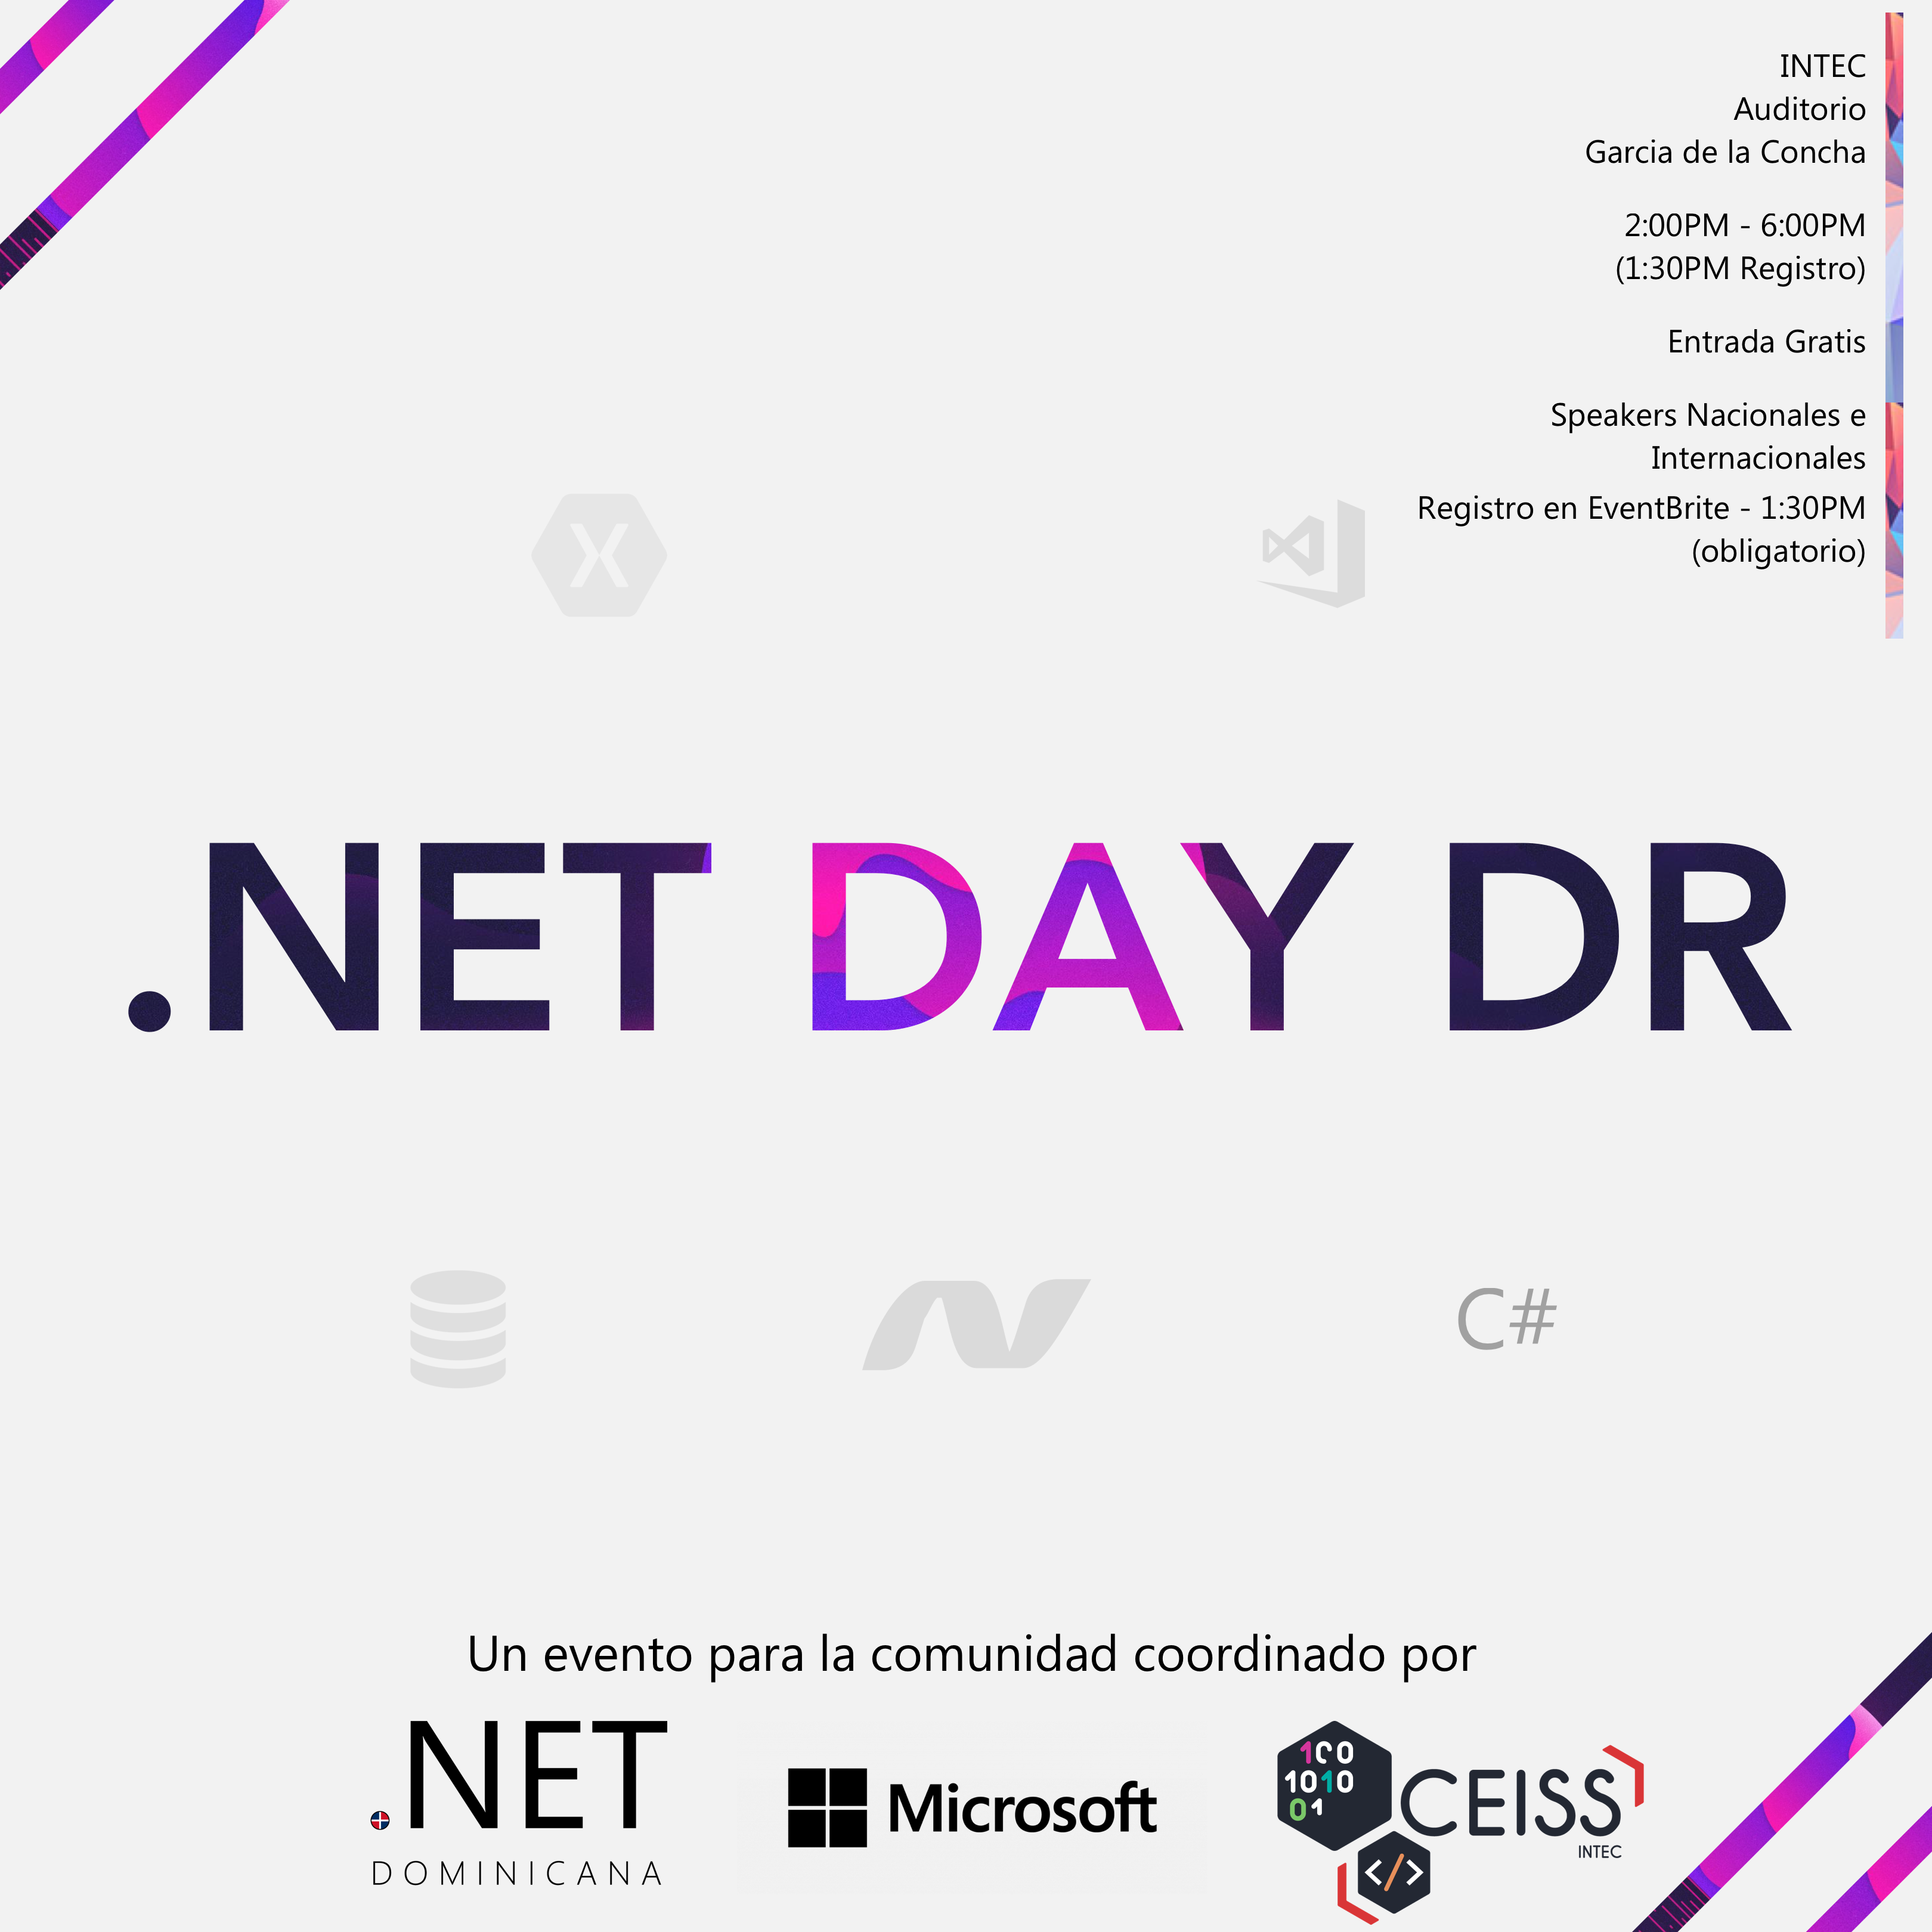 INTEC
Auditorio
Garcia de la Concha
2:00PM - 6:00PM
(1:30PM Registro)
Entrada Gratis
Speakers Nacionales e
Internacionales
Registro en EventBrite - 1:30PM
(obligatorio)
X
.NET DAY DR
C#
Un evento para la comunidad coordinado por
.NET
DOMINICANA
Microsoft
100
1010
01
</>
CEISS
INTEC